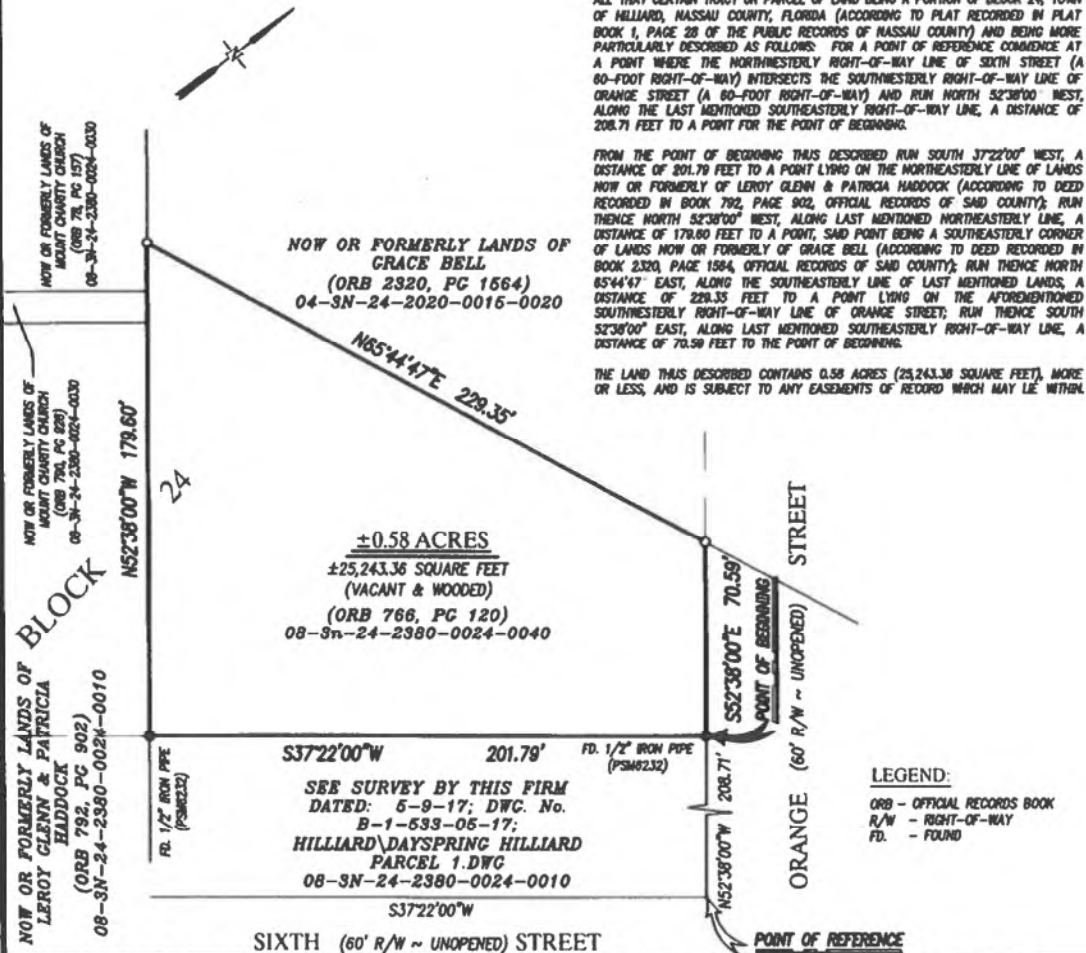 ALL THAT CERTAIN TRACT OR PARCEL OF LAND BEING A PORTION OF BLOCK 24, TOWN
OF HILLIARD, NASSAU COUNTY, FLORIDA (ACCORDING TO PLAT RECORDED IN PLAT
BOOK 1, PAGE 28 OF THE PUBLIC RECORDS OF NASSAU COUNTY) AND BEING MORE
PARTICULARLY DESCRIBED AS FOLLOWS: FOR A POINT OF REFERENCE COMMENCE AT
A POINT WHERE THE NORTHWESTERLY RIGHT-OF-WAY LINE OF SIXTH STREET (A
60-FOOT RIGHT-OF-WAY) INTERSECTS THE SOUTHWESTERLY RIGHT-OF-WAY LINE OF
ORANGE STREET (A 60-FOOT RIGHT-OF-WAY) AND RUN NORTH 52°38'00" WEST,
ALONG THE LAST MENTIONED SOUTHEASTERLY RIGHT-OF-WAY LINE, A DISTANCE OF
208.71 FEET TO A POINT FOR THE POINT OF BEGINNING.
FROM THE POINT OF BEGINNING THUS DESCRIBED RUN SOUTH 37°22'00" WEST, A
DISTANCE OF 201.79 FEET TO A POINT LYING ON THE NORTHEASTERLY LINE OF LANDS
NOW OR FORMERLY OF LEROY GLENN & PATRICIA HADDOCK (ACCORDING TO DEED
RECORDED IN BOOK 792, PAGE 902, OFFICIAL RECORDS OF SAID COUNTY); RUN
THENCE NORTH 52°38'00" WEST, ALONG LAST MENTIONED NORTHEASTERLY LINE, A
DISTANCE OF 179.60 FEET TO A POINT, SAID POINT BEING A SOUTHEASTERLY CORNER
OF LANDS NOW OR FORMERLY OF GRACE BELL (ACCORDING TO DEED RECORDED IN
BOOK 2320, PAGE 1564, OFFICIAL RECORDS OF SAID COUNTY); RUN THENCE NORTH
65°44'47" EAST, ALONG THE SOUTHEASTERLY LINE OF LAST MENTIONED LANDS, A
DISTANCE OF 229.35 FEET TO A POINT LYING ON THE AFOREMENTIONED
SOUTHWESTERLY RIGHT-OF-WAY LINE OF ORANGE STREET; RUN THENCE SOUTH
52°38'00" EAST, ALONG LAST MENTIONED SOUTHEASTERLY RIGHT-OF-WAY LINE, A
DISTANCE OF 70.59 FEET TO THE POINT OF BEGINNING.
THE LAND THUS DESCRIBED CONTAINS 0.58 ACRES (25,243.36 SQUARE FEET), MORE
OR LESS, AND IS SUBJECT TO ANY EASEMENTS OF RECORD WHICH MAY LIE WITHIN.
NOW OR FORMERLY LANDS OF
MOUNT CHARITY CHURCH
(ORB 78, PG 157)
08-3N-24-2380-0024-0030
NOW OR FORMERLY LANDS OF
GRACE BELL
(ORB 2320, PG 1564)
04-3N-24-2020-0015-0020
N65°44'47"E 229.35'
NOW OR FORMERLY LANDS OF
MOUNT CHARITY CHURCH
(ORB 790, PG 926)
08-3N-24-2380-0024-0030
N52°38'00"W 179.60'
BLOCK 24
±0.58 ACRES
±25,243.36 SQUARE FEET
(VACANT & WOODED)
(ORB 766, PG 120)
08-3n-24-2380-0024-0040
S52°38'00"E 70.59'
POINT OF BEGINNING
ORANGE (60' R/W ~ UNOPENED) STREET
NOW OR FORMERLY LANDS OF
LEROY GLENN & PATRICIA
HADDOCK
(ORB 792, PG 902)
08-3N-24-2380-0024-0010
S37°22'00"W 201.79'
FD. 1/2" IRON PIPE
(PSM6232)
FD. 1/2" IRON PIPE
(PSM6232)
SEE SURVEY BY THIS FIRM
DATED: 5-9-17; DWG. No.
B-1-533-05-17;
HILLIARD\DAYSPRING HILLIARD
PARCEL 1.DWG
08-3N-24-2380-0024-0010
N52°38'00"W 208.71'
S37°22'00"W
SIXTH (60' R/W ~ UNOPENED) STREET
POINT OF REFERENCE
LEGEND:
ORB - OFFICIAL RECORDS BOOK
R/W - RIGHT-OF-WAY
FD. - FOUND